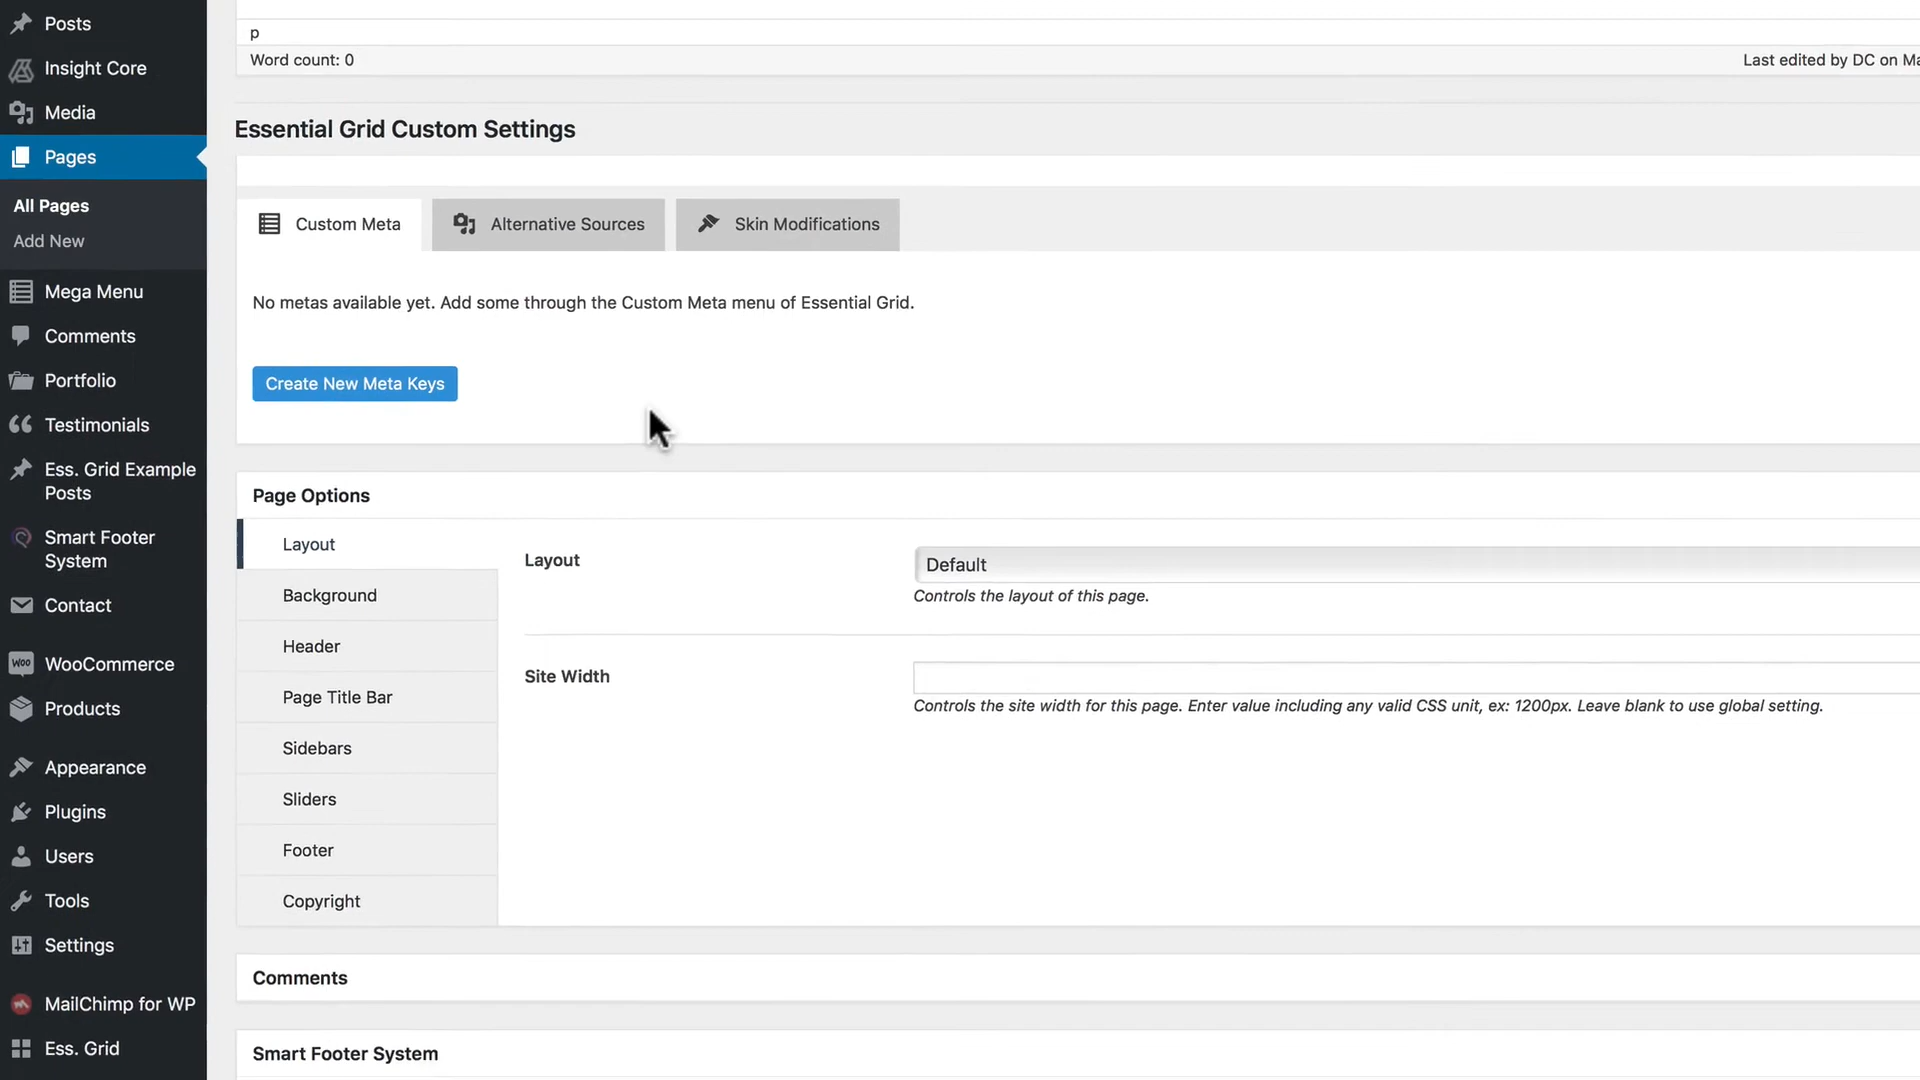 Posts
Insight Core
Media
Pages
All Pages
Add New
Mega Menu
Comments
Portfolio
Testimonials
Ess. Grid Example
Posts
Smart Footer
System
Contact
WooCommerce
Products
Appearance
Plugins
Users
Tools
Settings
MailChimp for WP
Ess. Grid
p
Word count: 0
Last edited by DC on Ma
Essential Grid Custom Settings
Custom Meta
Alternative Sources
Skin Modifications
No metas available yet. Add some through the Custom Meta menu of Essential Grid.
Create New Meta Keys
Page Options
Layout
Background
Header
Page Title Bar
Sidebars
Sliders
Footer
Copyright
Layout
Default
Controls the layout of this page.
Site Width
Controls the site width for this page. Enter value including any valid CSS unit, ex: 1200px. Leave blank to use global setting.
Comments
Smart Footer System